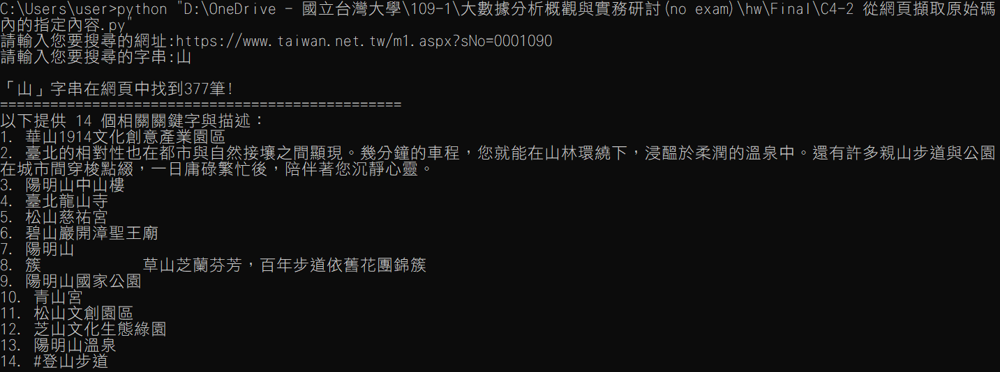 C:\Users\user>python "D:\OneDrive - 國立台灣大學\109-1\大數據分析概觀與實務研討(no exam)\hw\Final\C4-2 從網頁擷取原始碼
內的指定內容.py"
請輸入您要搜尋的網址:https://www.taiwan.net.tw/m1.aspx?sNo=0001090
請輸入您要搜尋的字串:山
「山」字串在網頁中找到377筆!
================================================
以下提供 14 個相關關鍵字與描述：
1. 華山1914文化創意產業園區
2. 臺北的相對性也在都市與自然接壤之間顯現。幾分鐘的車程，您就能在山林環繞下，浸醞於柔潤的溫泉中。還有許多親山步道與公園
在城市間穿梭點綴，一日庸碌繁忙後，陪伴著您沉靜心靈。
3. 陽明山中山樓
4. 臺北龍山寺
5. 松山慈祐宮
6. 碧山巖開漳聖王廟
7. 陽明山
8. 簇            草山芝蘭芬芳，百年步道依舊花團錦簇
9. 陽明山國家公園
10. 青山宮
11. 松山文創園區
12. 芝山文化生態綠園
13. 陽明山溫泉
14. #登山步道